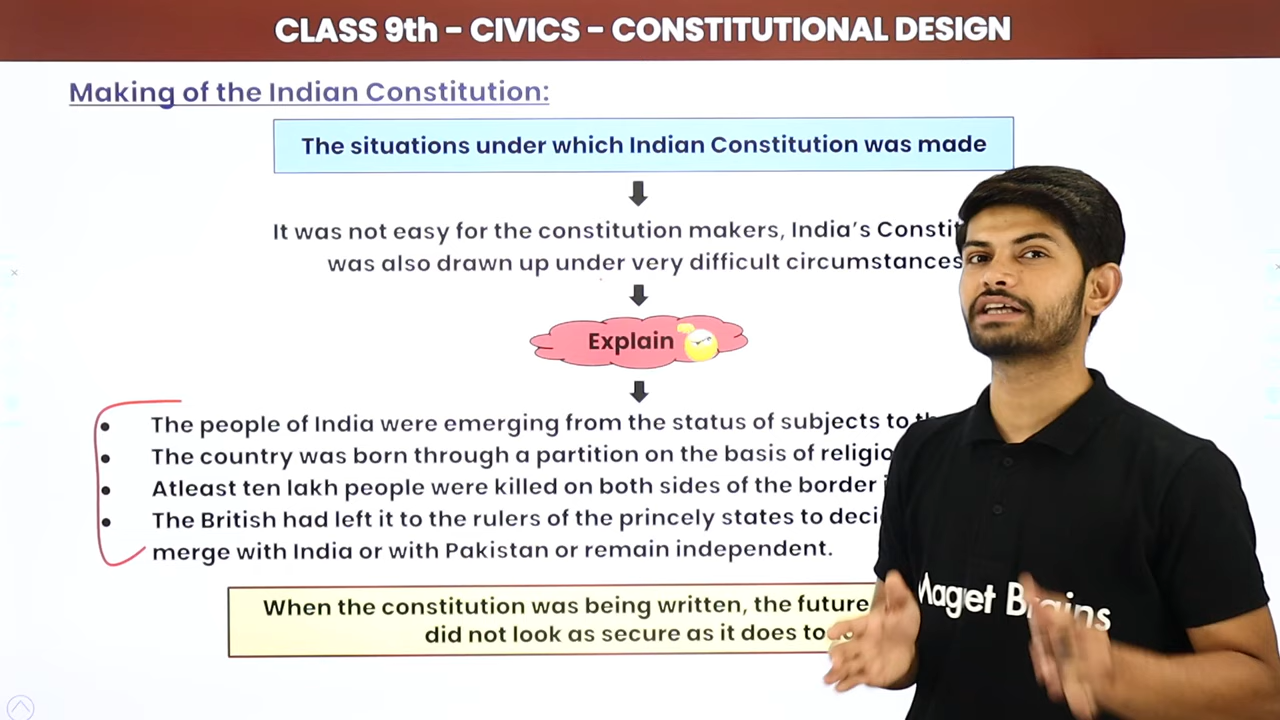 CLASS 9th - CIVICS - CONSTITUTIONAL DESIGN
Making of the Indian Constitution:
The situations under which Indian Constitution was made
It was not easy for the constitution makers, India's
was also drawn up under very difficult circumstances
Explain
• The people of India were emerging from the status of subjects to
• The country was born through a partition on the basis of
• Atleast ten lakh people were killed on both sides of the border
• The British had left it to the rulers of the princely states to
merge with India or with Pakistan or remain independent.
When the constitution was being written, the future
did not look as secure as it does
Maget Brains